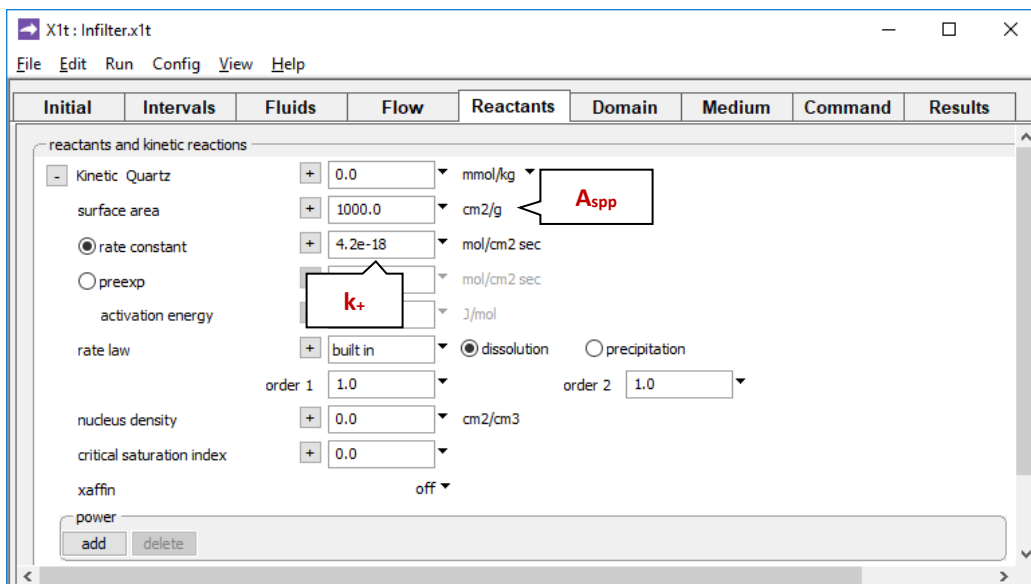 X1t : Infilter.x1t
File Edit Run Config View Help
Initial Intervals Fluids Flow Reactants Domain Medium Command Results
reactants and kinetic reactions
- Kinetic Quartz + 0.0 mmol/kg
surface area + 1000.0 cm2/g
Aspp
rate constant + 4.2e-18 mol/cm2 sec
preexp mol/cm2 sec
k+
activation energy J/mol
rate law + built in dissolution precipitation
order 1 1.0 order 2 1.0
nucleus density + 0.0 cm2/cm3
critical saturation index + 0.0
xaffin off
power
add delete